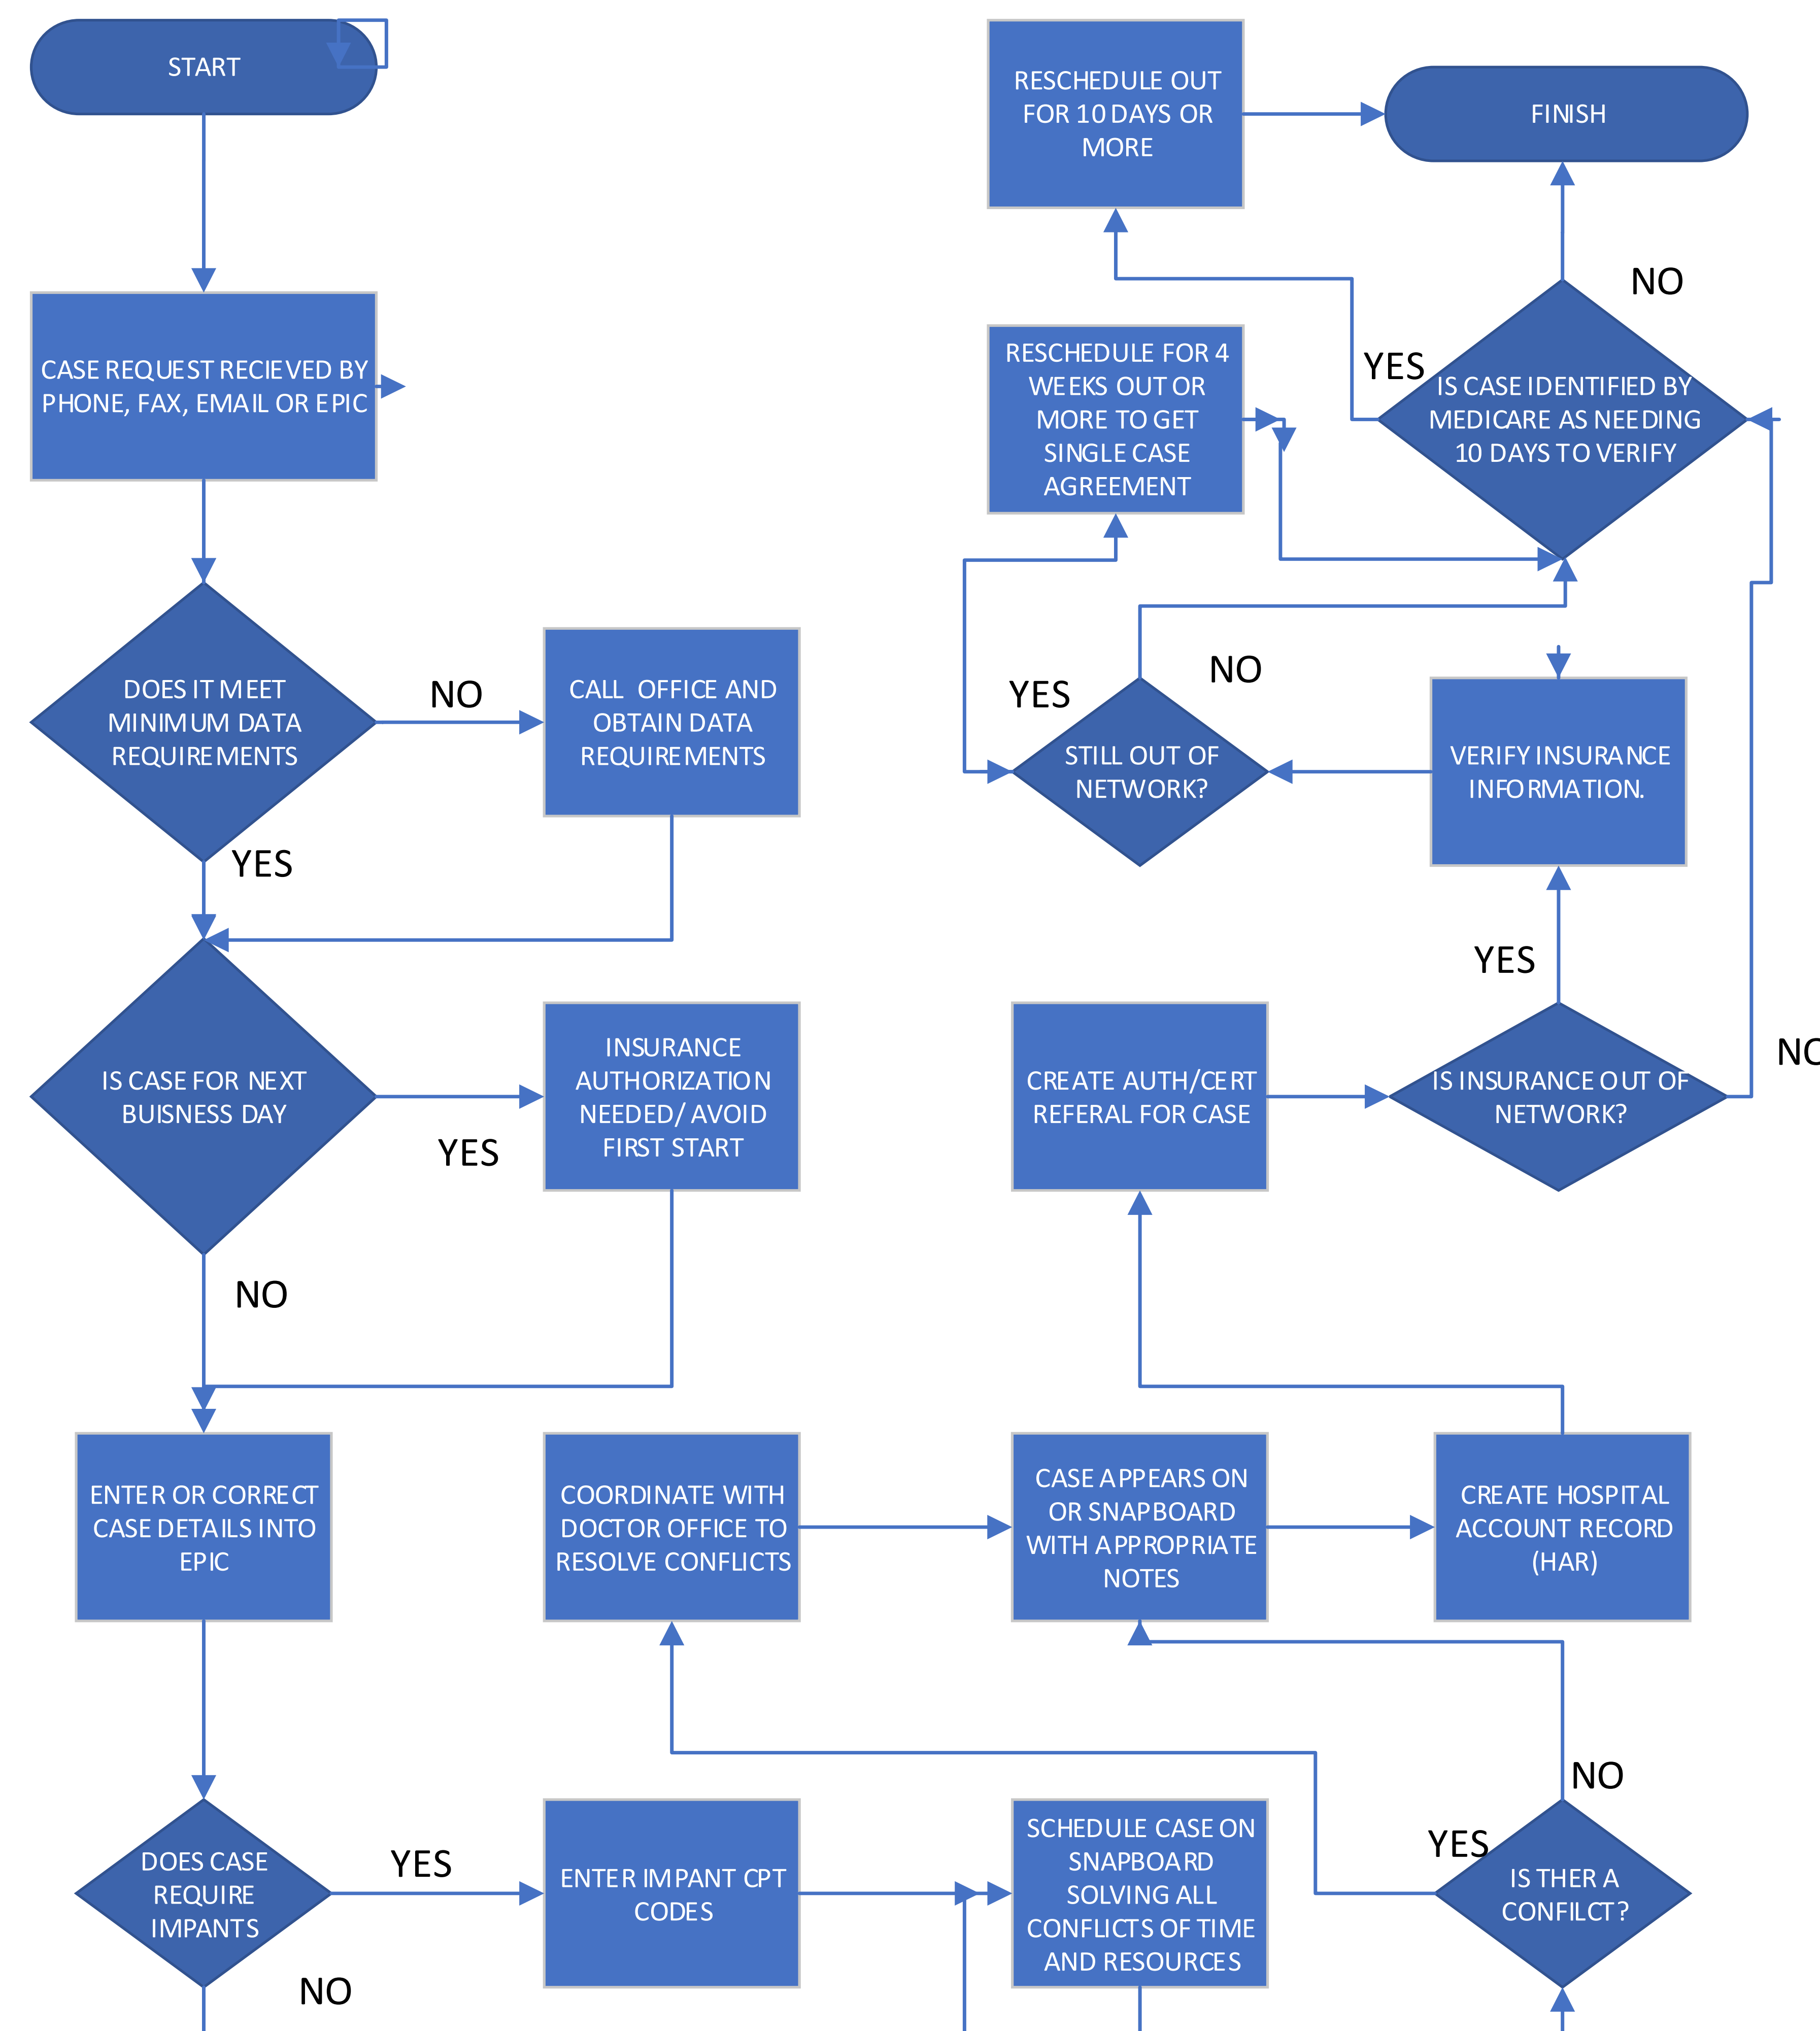 START
CASE REQUEST RECIEVED BY
PHONE, FAX, EMAIL OR EPIC
DOES IT MEET
MINIMUM DATA
REQUIREMENTS
NO
CALL OFFICE AND
OBTAIN DATA
REQUIREMENTS
YES
IS CASE FOR NEXT
BUISNESS DAY
YES
INSURANCE
AUTHORIZATION
NEEDED/ AVOID
FIRST START
NO
ENTER OR CORRECT
CASE DETAILS INTO
EPIC
DOES CASE
REQUIRE
IMPANTS
YES
NO
ENTER IMPANT CPT
CODES
SCHEDULE CASE ON
SNAPBOARD
SOLVING ALL
CONFLICTS OF TIME
AND RESOURCES
IS THER A
CONFILCT?
YES
NO
COORDINATE WITH
DOCTOR OFFICE TO
RESOLVE CONFLICTS
CASE APPEARS ON
OR SNAPBOARD
WITH APPROPRIATE
NOTES
CREATE HOSPITAL
ACCOUNT RECORD
(HAR)
CREATE AUTH/CERT
REFERAL FOR CASE
IS INSURANCE OUT OF
NETWORK?
YES
NO
VERIFY INSURANCE
INFORMATION.
STILL OUT OF
NETWORK?
YES
NO
RESCHEDULE FOR 4
WEEKS OUT OR
MORE TO GET
SINGLE CASE
AGREEMENT
IS CASE IDENTIFIED BY
MEDICARE AS NEEDING
10 DAYS TO VERIFY
YES
NO
RESCHEDULE OUT
FOR 10 DAYS OR
MORE
FINISH